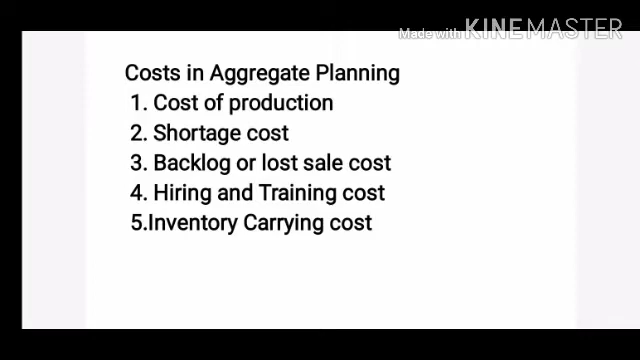 Made with KINEMASTER
Costs in Aggregate Planning
1. Cost of production
2. Shortage cost
3. Backlog or lost sale cost
4. Hiring and Training cost
5.Inventory Carrying cost